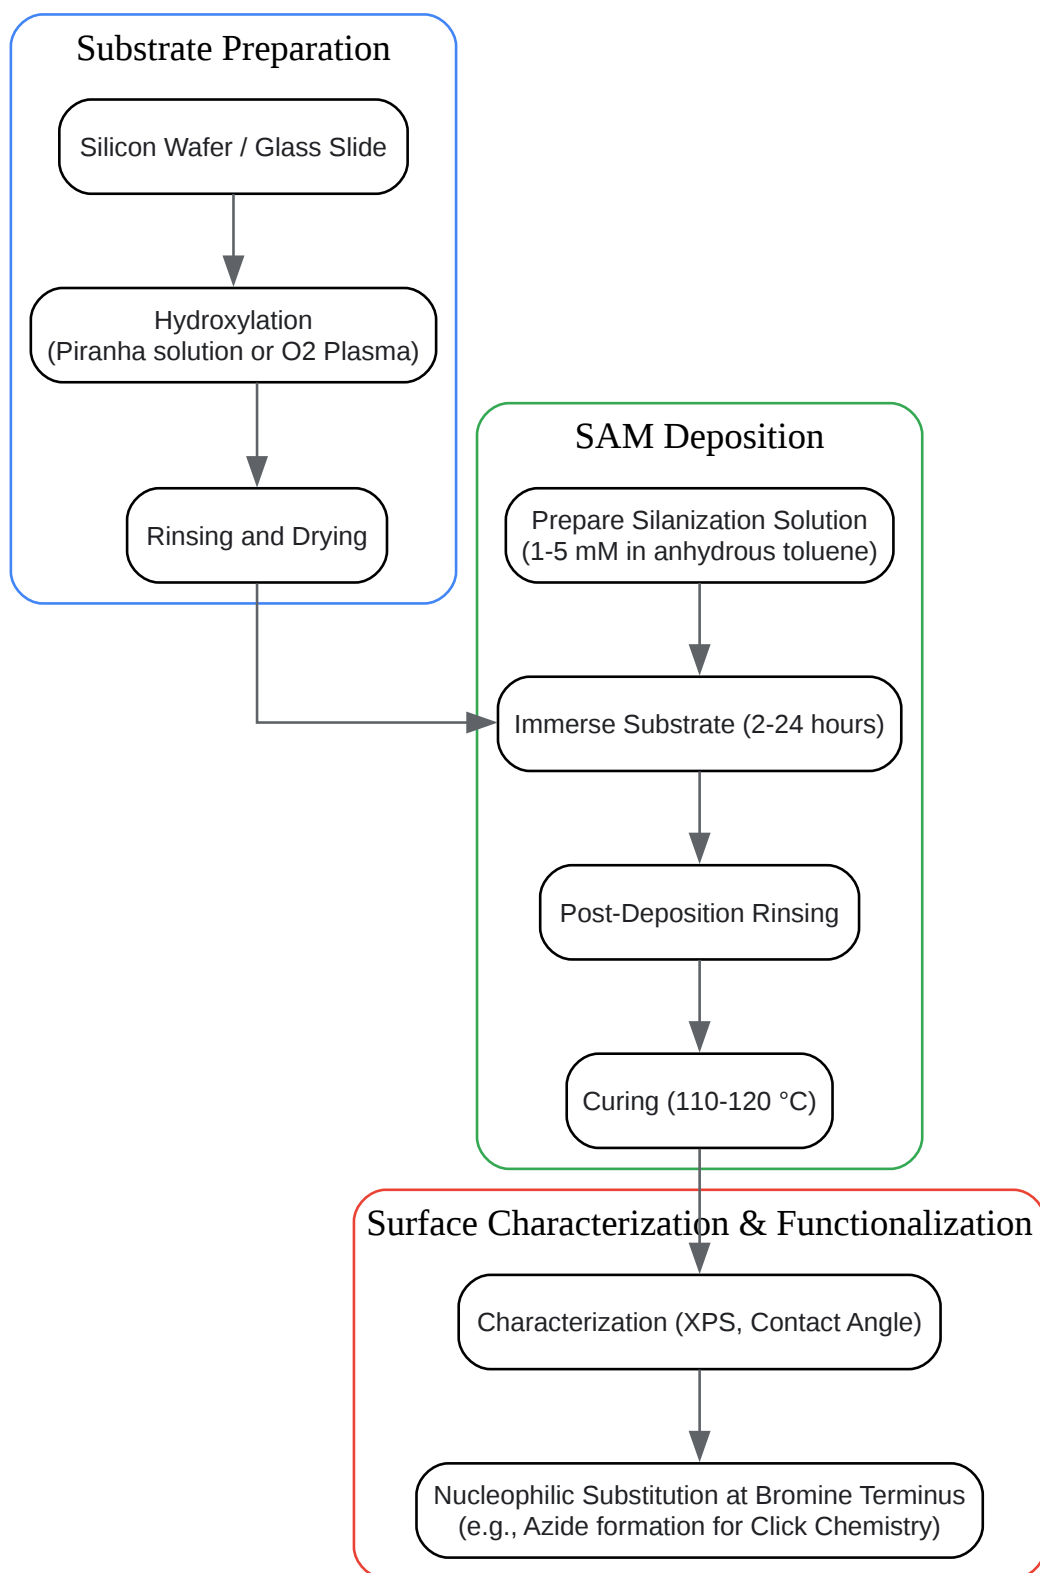 Substrate Preparation
Silicon Wafer / Glass Slide
Hydroxylation
(Piranha solution or O2 Plasma)
Rinsing and Drying
SAM Deposition
Prepare Silanization Solution
(1-5 mM in anhydrous toluene)
Immerse Substrate (2-24 hours)
Post-Deposition Rinsing
Curing (110-120 °C)
Surface Characterization & Functionalization
Characterization (XPS, Contact Angle)
Nucleophilic Substitution at Bromine Terminus
(e.g., Azide formation for Click Chemistry)